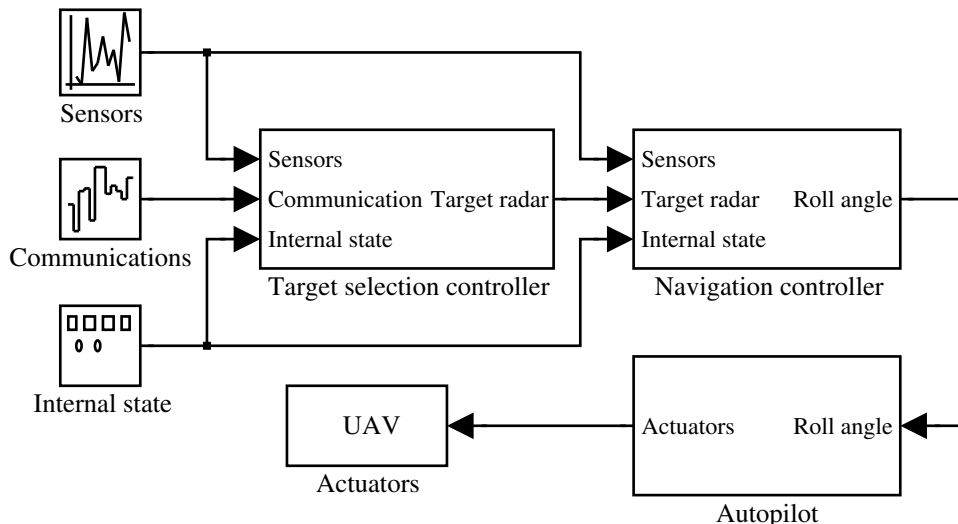 Sensors
Sensors
Communication
Target radar
Internal state
Sensors
Target radar
Roll angle
Internal state
Communications
Target selection controller
Navigation controller
Internal state
UAV
Actuators
Actuators
Roll angle
Autopilot